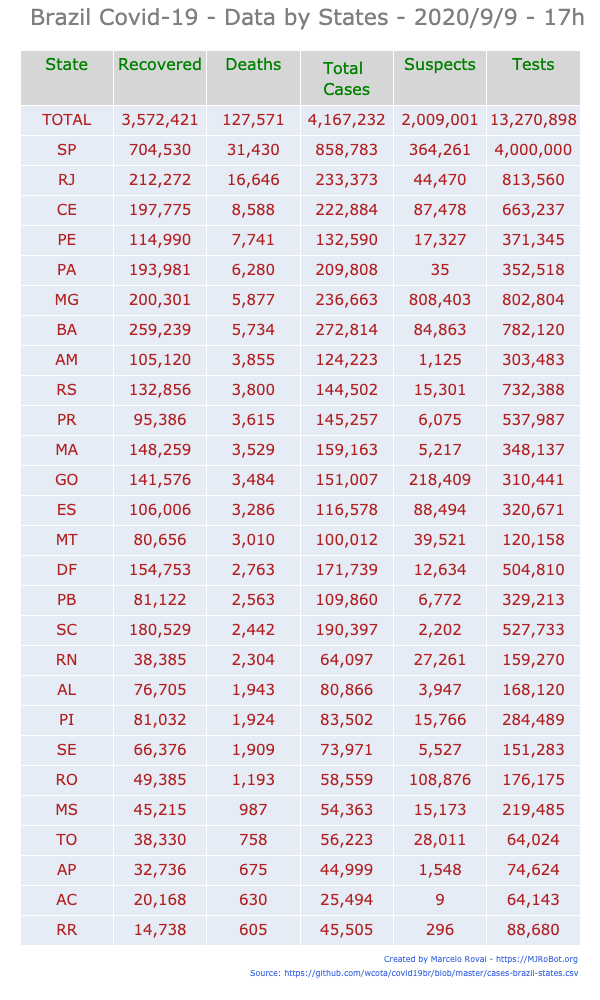 Brazil Covid-19 - Data by States - 2020/9/9 - 17h
State Recovered Deaths Total Cases Suspects Tests
TOTAL 3,572,421 127,571 4,167,232 2,009,001 13,270,898
SP 704,530 31,430 858,783 364,261 4,000,000
RJ 212,272 16,646 233,373 44,470 813,560
CE 197,775 8,588 222,884 87,478 663,237
PE 114,990 7,741 132,590 17,327 371,345
PA 193,981 6,280 209,808 35 352,518
MG 200,301 5,877 236,663 808,403 802,804
BA 259,239 5,734 272,814 84,863 782,120
AM 105,120 3,855 124,223 1,125 303,483
RS 132,856 3,800 144,502 15,301 732,388
PR 95,386 3,615 145,257 6,075 537,987
MA 148,259 3,529 159,163 5,217 348,137
GO 141,576 3,484 151,007 218,409 310,441
ES 106,006 3,286 116,578 88,494 320,671
MT 80,656 3,010 100,012 39,521 120,158
DF 154,753 2,763 171,739 12,634 504,810
PB 81,122 2,563 109,860 6,772 329,213
SC 180,529 2,442 190,397 2,202 527,733
RN 38,385 2,304 64,097 27,261 159,270
AL 76,705 1,943 80,866 3,947 168,120
PI 81,032 1,924 83,502 15,766 284,489
SE 66,376 1,909 73,971 5,527 151,283
RO 49,385 1,193 58,559 108,876 176,175
MS 45,215 987 54,363 15,173 219,485
TO 38,330 758 56,223 28,011 64,024
AP 32,736 675 44,999 1,548 74,624
AC 20,168 630 25,494 9 64,143
RR 14,738 605 45,505 296 88,680
Created by Marcelo Rovai - https://MJRoBot.org
Source: https://github.com/wcota/covid19br/blob/master/cases-brazil-states.csv